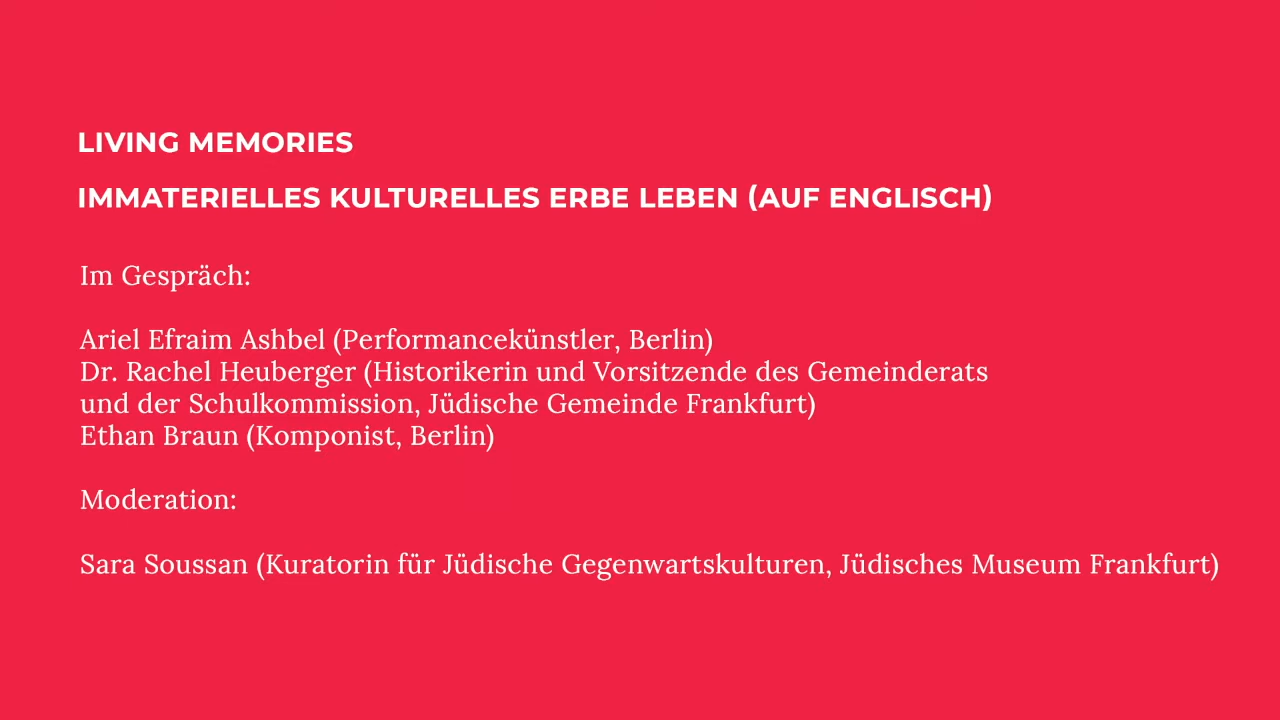 LIVING MEMORIES
IMMATERIELLES KULTURELLES ERBE LEBEN (AUF ENGLISCH)
Im Gespräch:
Ariel Efraim Ashbel (Performancekünstler, Berlin)
Dr. Rachel Heuberger (Historikerin und Vorsitzende des Gemeinderats
und der Schulkommission, Jüdische Gemeinde Frankfurt)
Ethan Braun (Komponist, Berlin)
Moderation:
Sara Soussan (Kuratorin für Jüdische Gegenwartskulturen, Jüdisches Museum Frankfurt)